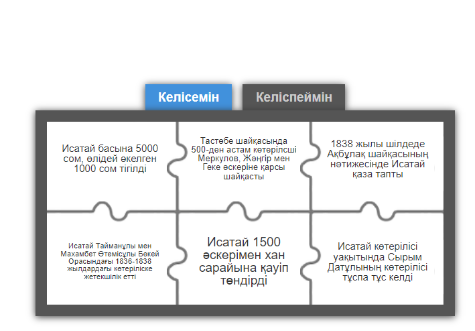 Келісемін
Келіспеймін
Исатай басына 5000
сом, өлідей әкелген
1000 сом тігілді
Тастөбе шайқасында
500-ден астам көтерілсші
Меркулов, Жәңгір мен
Геке әскеріне қарсы
шайқасты
1838 жылы шілдеде
Ақбұлақ шайқасының
нәтижесінде Исатай
қаза тапты
Исатай Тайманұлы мен
Махамбет Өтемісұлы Бөкей
Ордасындағы 1836-1838
жылдардағы көтеріліске
жетекшілік етті
Исатай 1500
әскерімен хан
сарайына қауіп
төндірді
Исатай көтерілісі
уақытында Сырым
Датұлының көтерілісі
тұспа тұс келді